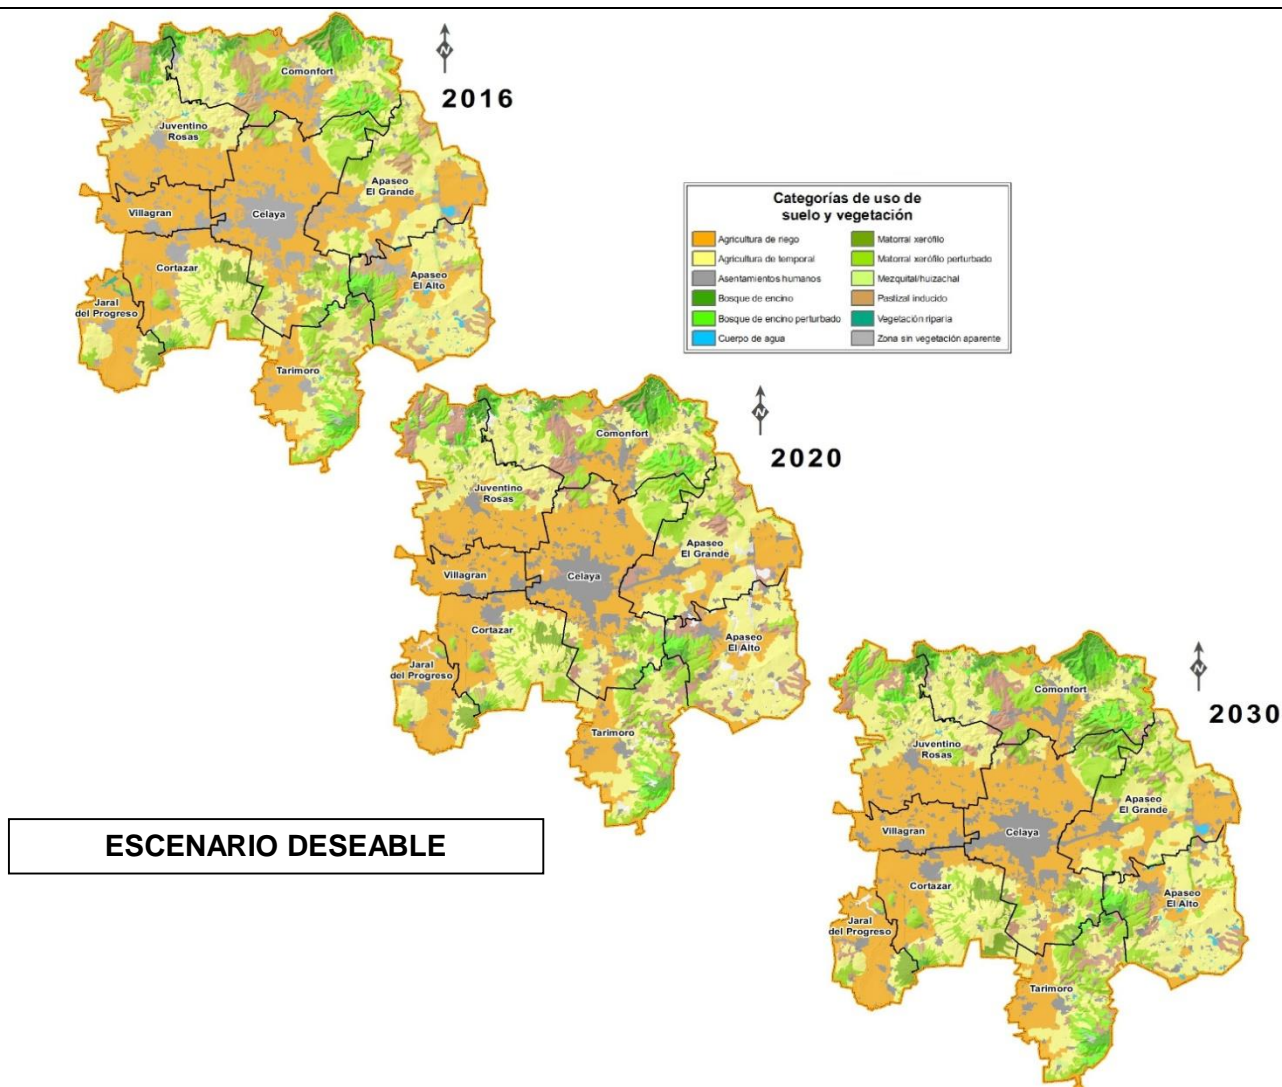 N
2016
Comonfort
Juventino
Rosas
Apaseo
El Grande
Villagran
Celaya
Cortazar
Apaseo
El Alto
Jaral
del Progreso
Tarimoro
Categorías de uso de
suelo y vegetación
Agricultura de riego
Agricultura de temporal
Asentamientos humanos
Bosque de encino
Bosque de encino perturbado
Cuerpo de agua
Matorral xerófilo
Matorral xerófilo perturbado
Mezquital/huizachal
Pastizal inducido
Vegetación riparia
Zona sin vegetación aparente
N
2020
Comonfort
Juventino
Rosas
Apaseo
El Grande
Villagran
Celaya
Cortazar
Apaseo
El Alto
Jaral
del Progreso
Tarimoro
N
2030
Comonfort
Juventino
Rosas
Apaseo
El Grande
Villagran
Celaya
Cortazar
Apaseo
El Alto
Jaral
del Progreso
Tarimoro
ESCENARIO DESEABLE